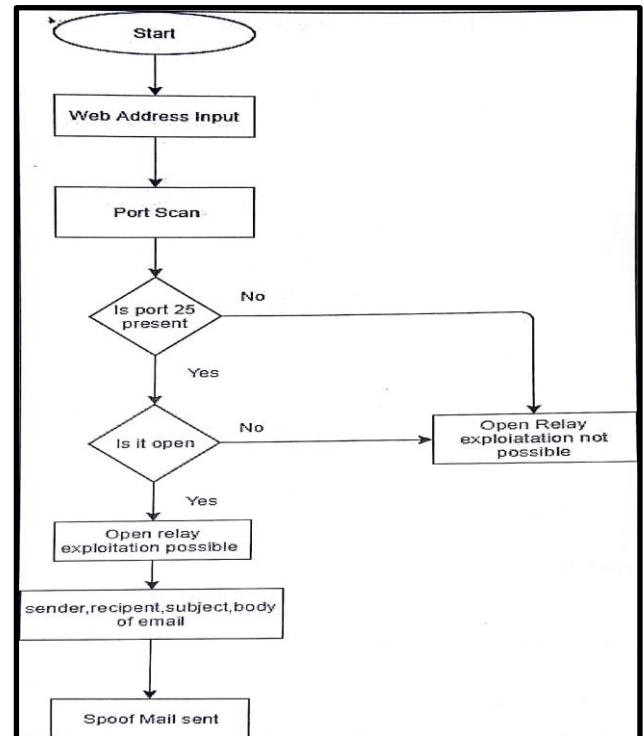 Start
Web Address Input
Port Scan
Is port 25
present
No
Yes
Is it open
No
Open Relay
exploiatation not
possible
Yes
Open relay
exploitation possible
sender,recipent,subject,body
of email
Spoof Mail sent